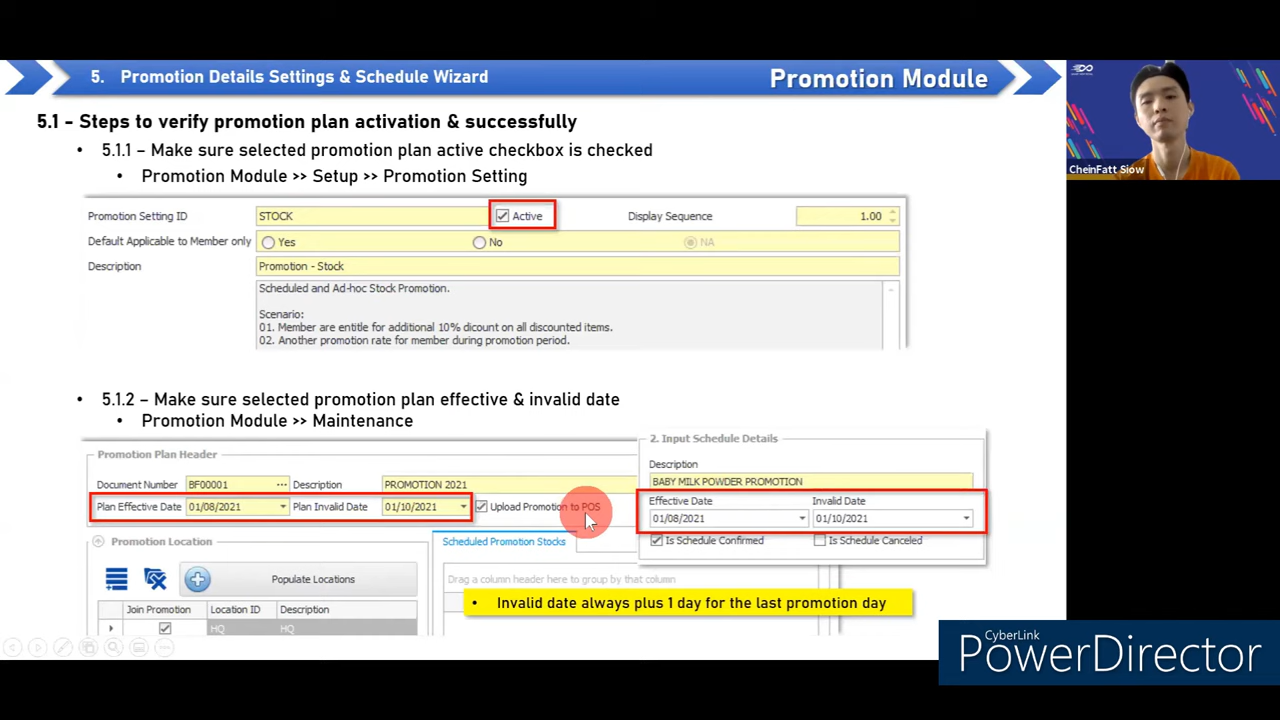 5. Promotion Details Settings & Schedule Wizard
Promotion Module
CheinFatt Siow
5.1 - Steps to verify promotion plan activation & successfully
• 5.1.1 – Make sure selected promotion plan active checkbox is checked
• Promotion Module >> Setup >> Promotion Setting
Promotion Setting ID STOCK Active Display Sequence 1.00
Default Applicable to Member only Yes No NA
Description Promotion - Stock
Scheduled and Ad-hoc Stock Promotion.
Scenario:
01. Member are entitle for additional 10% dicount on all discounted items.
02. Another promotion rate for member during promotion period.
• 5.1.2 – Make sure selected promotion plan effective & invalid date
• Promotion Module >> Maintenance
Promotion Plan Header
Document Number BF00001 ... Description PROMOTION 2021
Plan Effective Date 01/08/2021 Plan Invalid Date 01/10/2021 Upload Promotion to POS
Promotion Location
Populate Locations
Join Promotion Location ID Description
HQ HQ
Scheduled Promotion Stocks
Drag a column header here to group by that column
2. Input Schedule Details
Description
BABY MILK POWDER PROMOTION
Effective Date Invalid Date
01/08/2021 01/10/2021
Is Schedule Confirmed Is Schedule Canceled
• Invalid date always plus 1 day for the last promotion day
CyberLink
PowerDirector